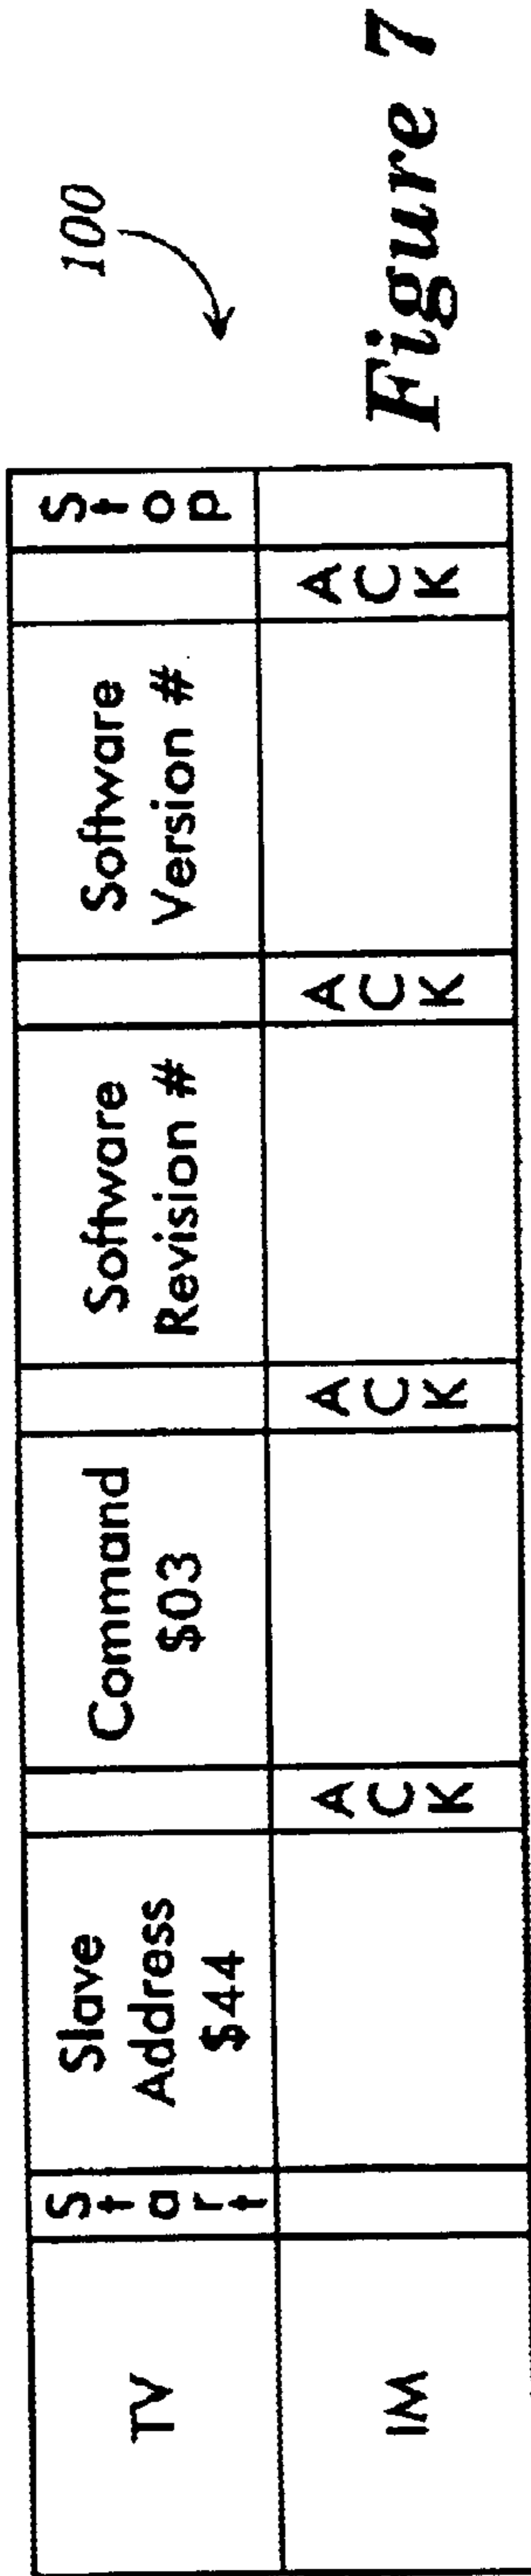 TV
Start
Slave
Address
$44
Command
$03
Software
Revision #
Software
Version #
Stop
IM
ACK
ACK
ACK
ACK
100
Figure 7